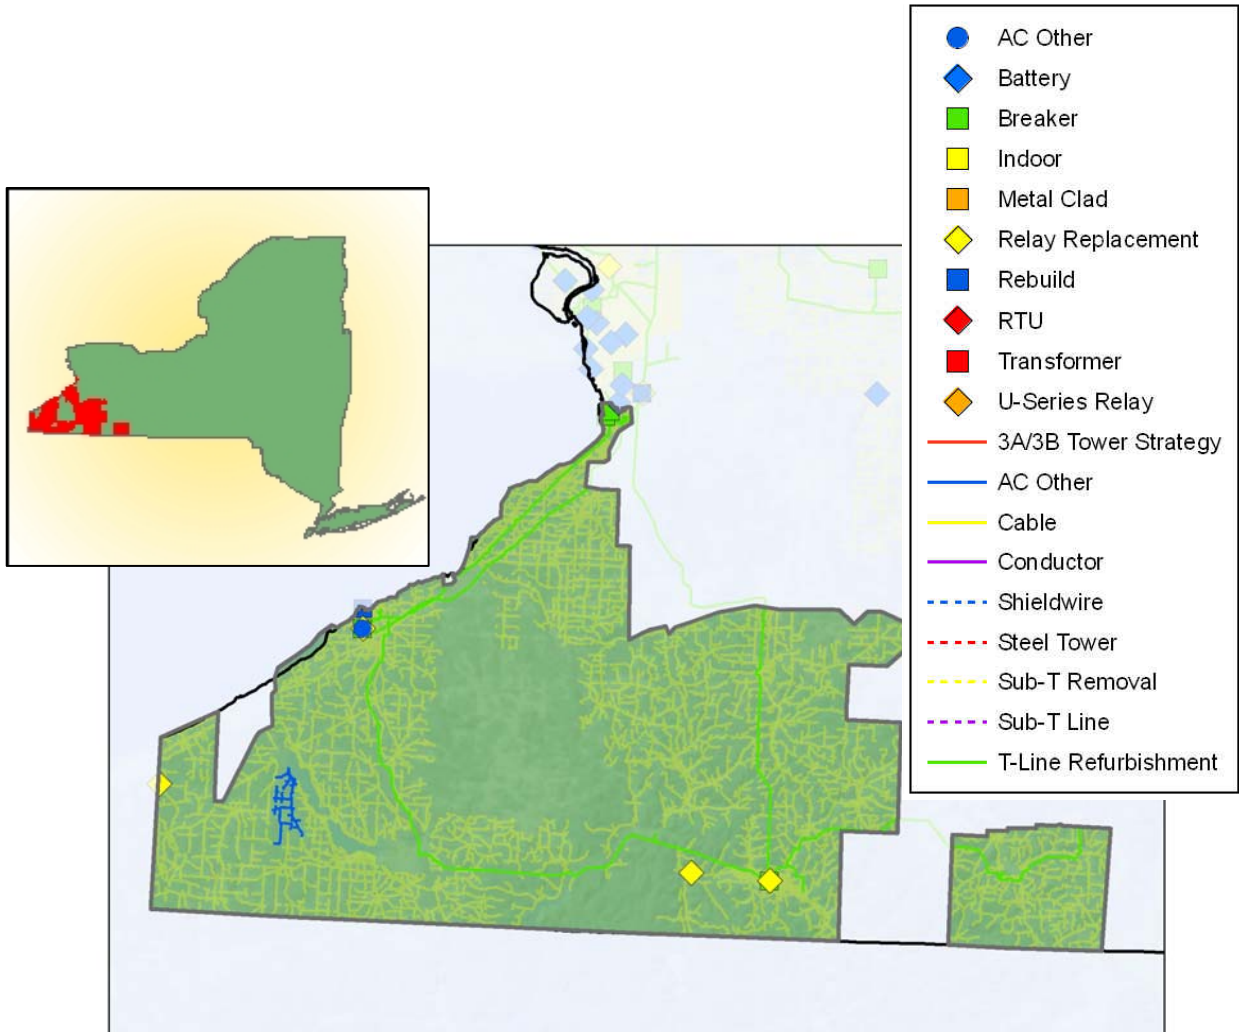 AC Other
Battery
Breaker
Indoor
Metal Clad
Relay Replacement
Rebuild
RTU
Transformer
U-Series Relay
3A/3B Tower Strategy
AC Other
Cable
Conductor
Shieldwire
Steel Tower
Sub-T Removal
Sub-T Line
T-Line Refurbishment